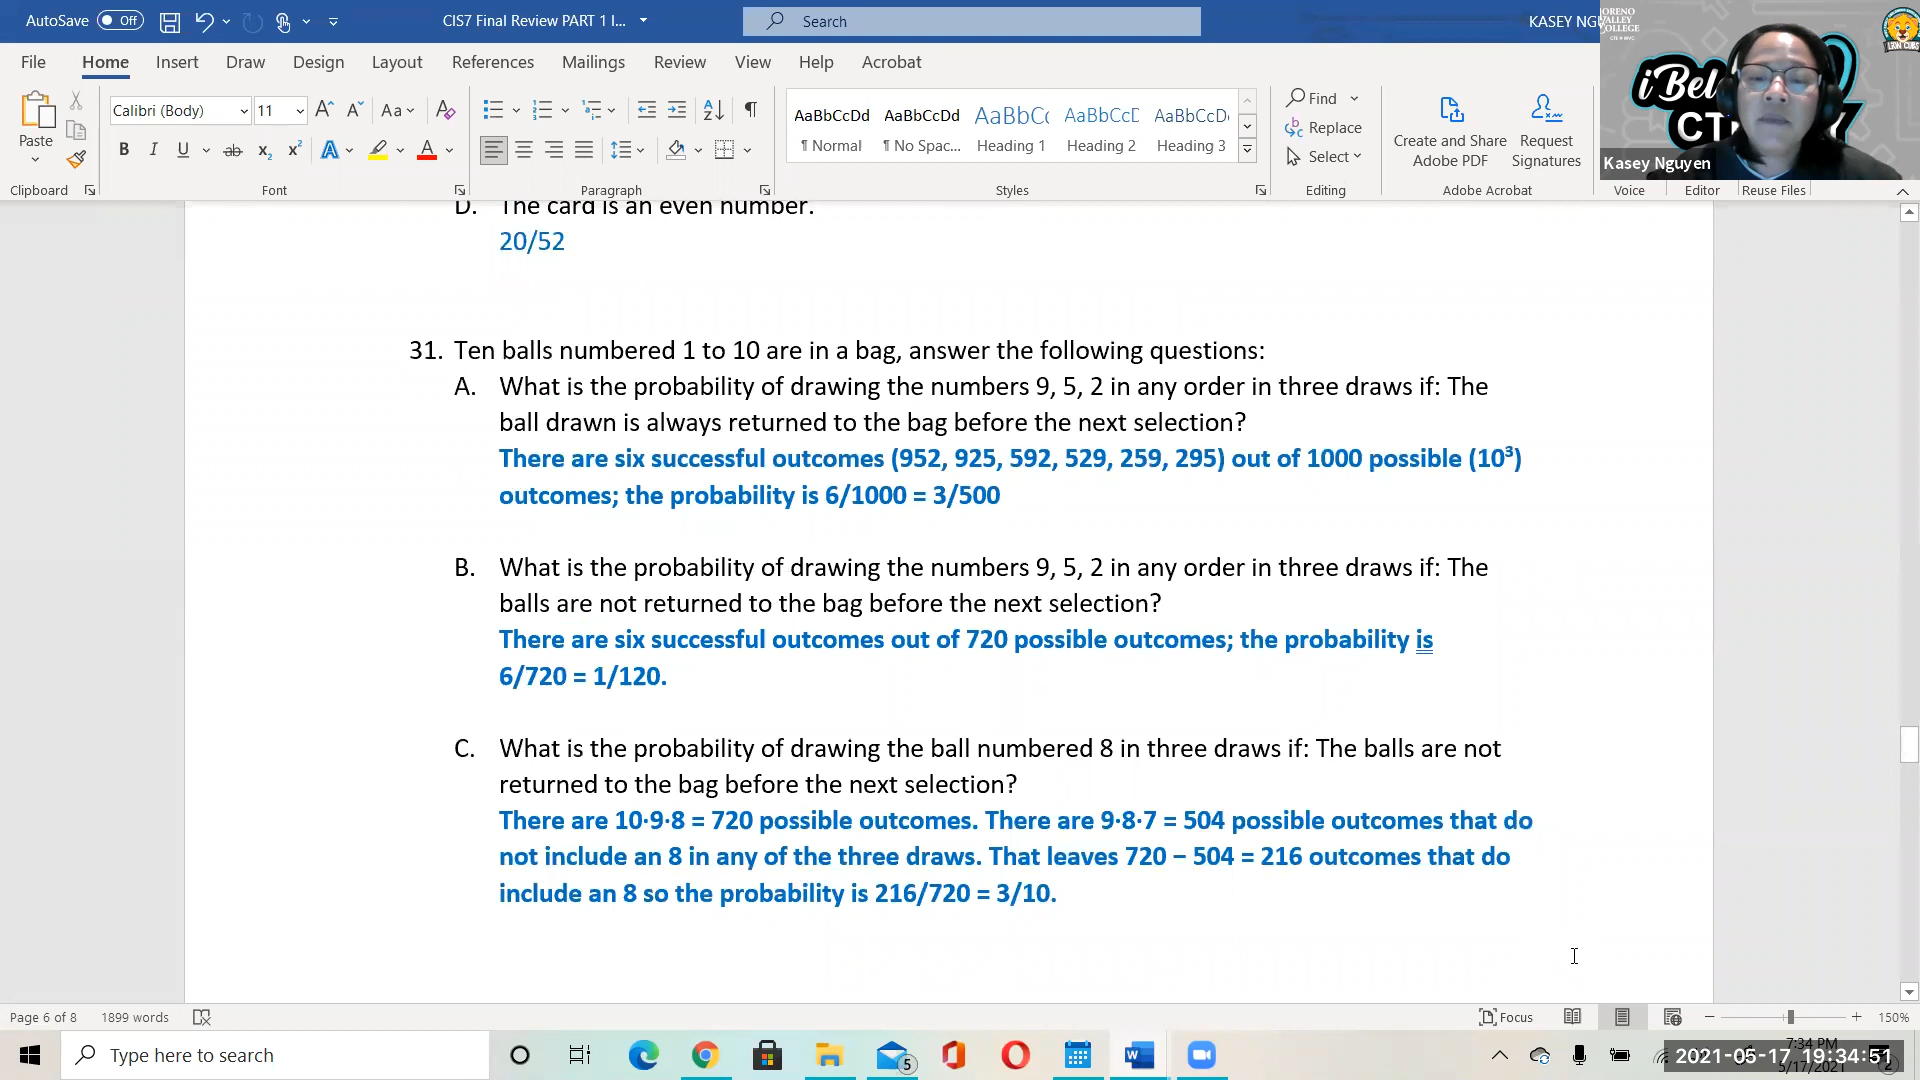 AutoSave Off CIS7 Final Review PART 1 I... Search KASEY NGU
File Home Insert Draw Design Layout References Mailings Review View Help Acrobat
Paste
Calibri (Body) 11
AaBbCcDd AaBbCcDd AaBbCc AaBbCcD AaBbCcD
¶ Normal ¶ No Spac... Heading 1 Heading 2 Heading 3
Find
Replace
Select
Create and Share Adobe PDF
Request Signatures
Clipboard Font Paragraph Styles Editing Adobe Acrobat Voice Editor Reuse Files
VALLEY
COLLEGE
iBel
CT
Kasey Nguyen
D. The card is an even number.
20/52
31. Ten balls numbered 1 to 10 are in a bag, answer the following questions:
A. What is the probability of drawing the numbers 9, 5, 2 in any order in three draws if: The
ball drawn is always returned to the bag before the next selection?
There are six successful outcomes (952, 925, 592, 529, 259, 295) out of 1000 possible (10³)
outcomes; the probability is 6/1000 = 3/500
B. What is the probability of drawing the numbers 9, 5, 2 in any order in three draws if: The
balls are not returned to the bag before the next selection?
There are six successful outcomes out of 720 possible outcomes; the probability is
6/720 = 1/120.
C. What is the probability of drawing the ball numbered 8 in three draws if: The balls are not
returned to the bag before the next selection?
There are 10·9·8 = 720 possible outcomes. There are 9·8·7 = 504 possible outcomes that do
not include an 8 in any of the three draws. That leaves 720 − 504 = 216 outcomes that do
include an 8 so the probability is 216/720 = 3/10.
Page 6 of 8 1899 words Focus 150%
Type here to search 5
7:34 PM
2021-05-17 19:34:51